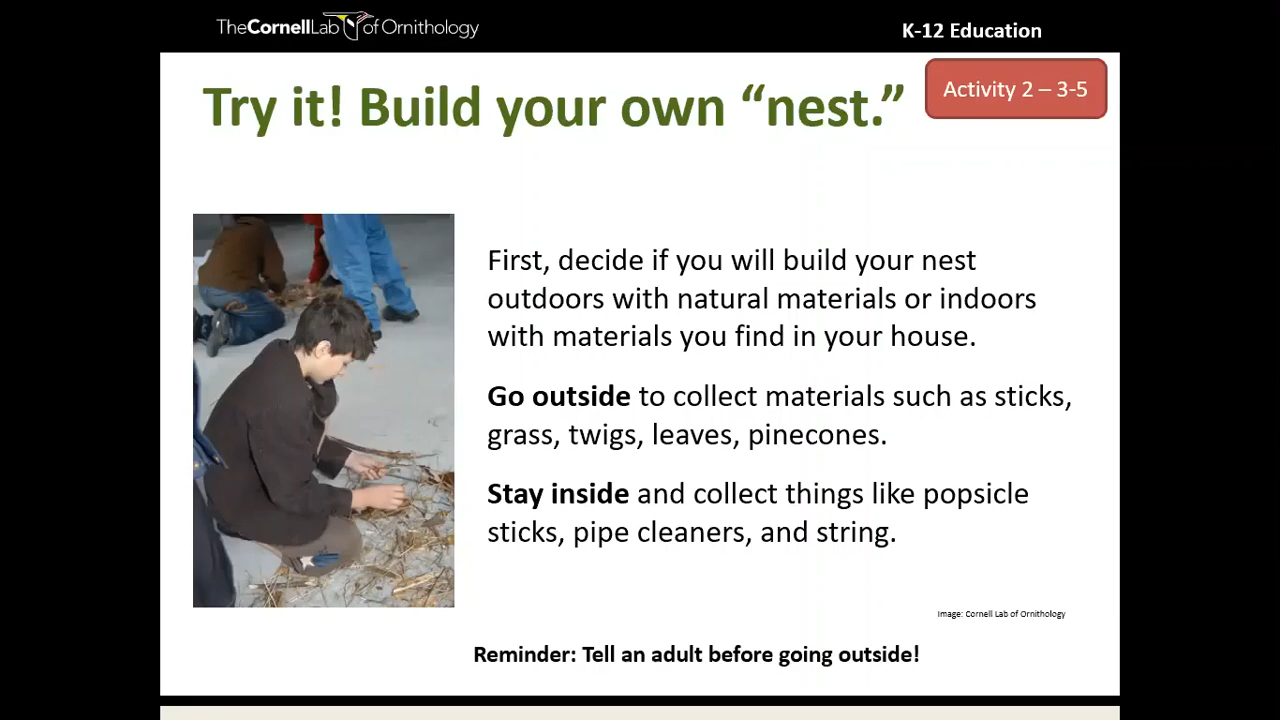 TheCornellLab of Ornithology
K-12 Education
Try it! Build your own “nest.”
Activity 2 – 3-5
First, decide if you will build your nest
outdoors with natural materials or indoors
with materials you find in your house.
Go outside to collect materials such as sticks,
grass, twigs, leaves, pinecones.
Stay inside and collect things like popsicle
sticks, pipe cleaners, and string.
Image: Cornell Lab of Ornithology
Reminder: Tell an adult before going outside!